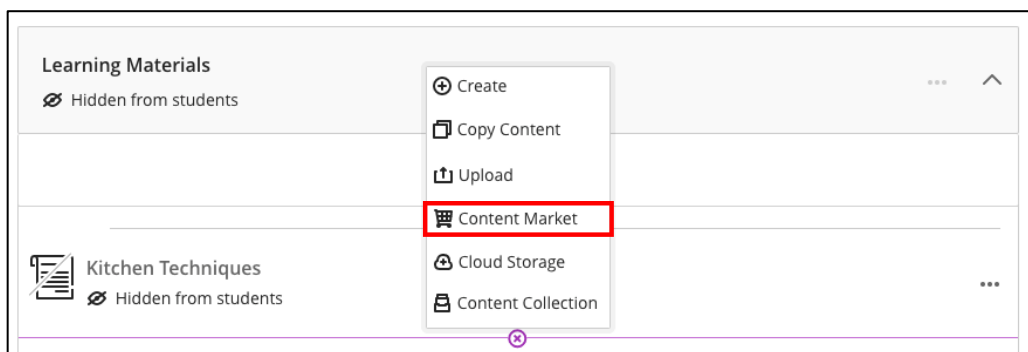 Learning Materials
Hidden from students
Create
Copy Content
Upload
Content Market
Cloud Storage
Content Collection
Kitchen Techniques
Hidden from students